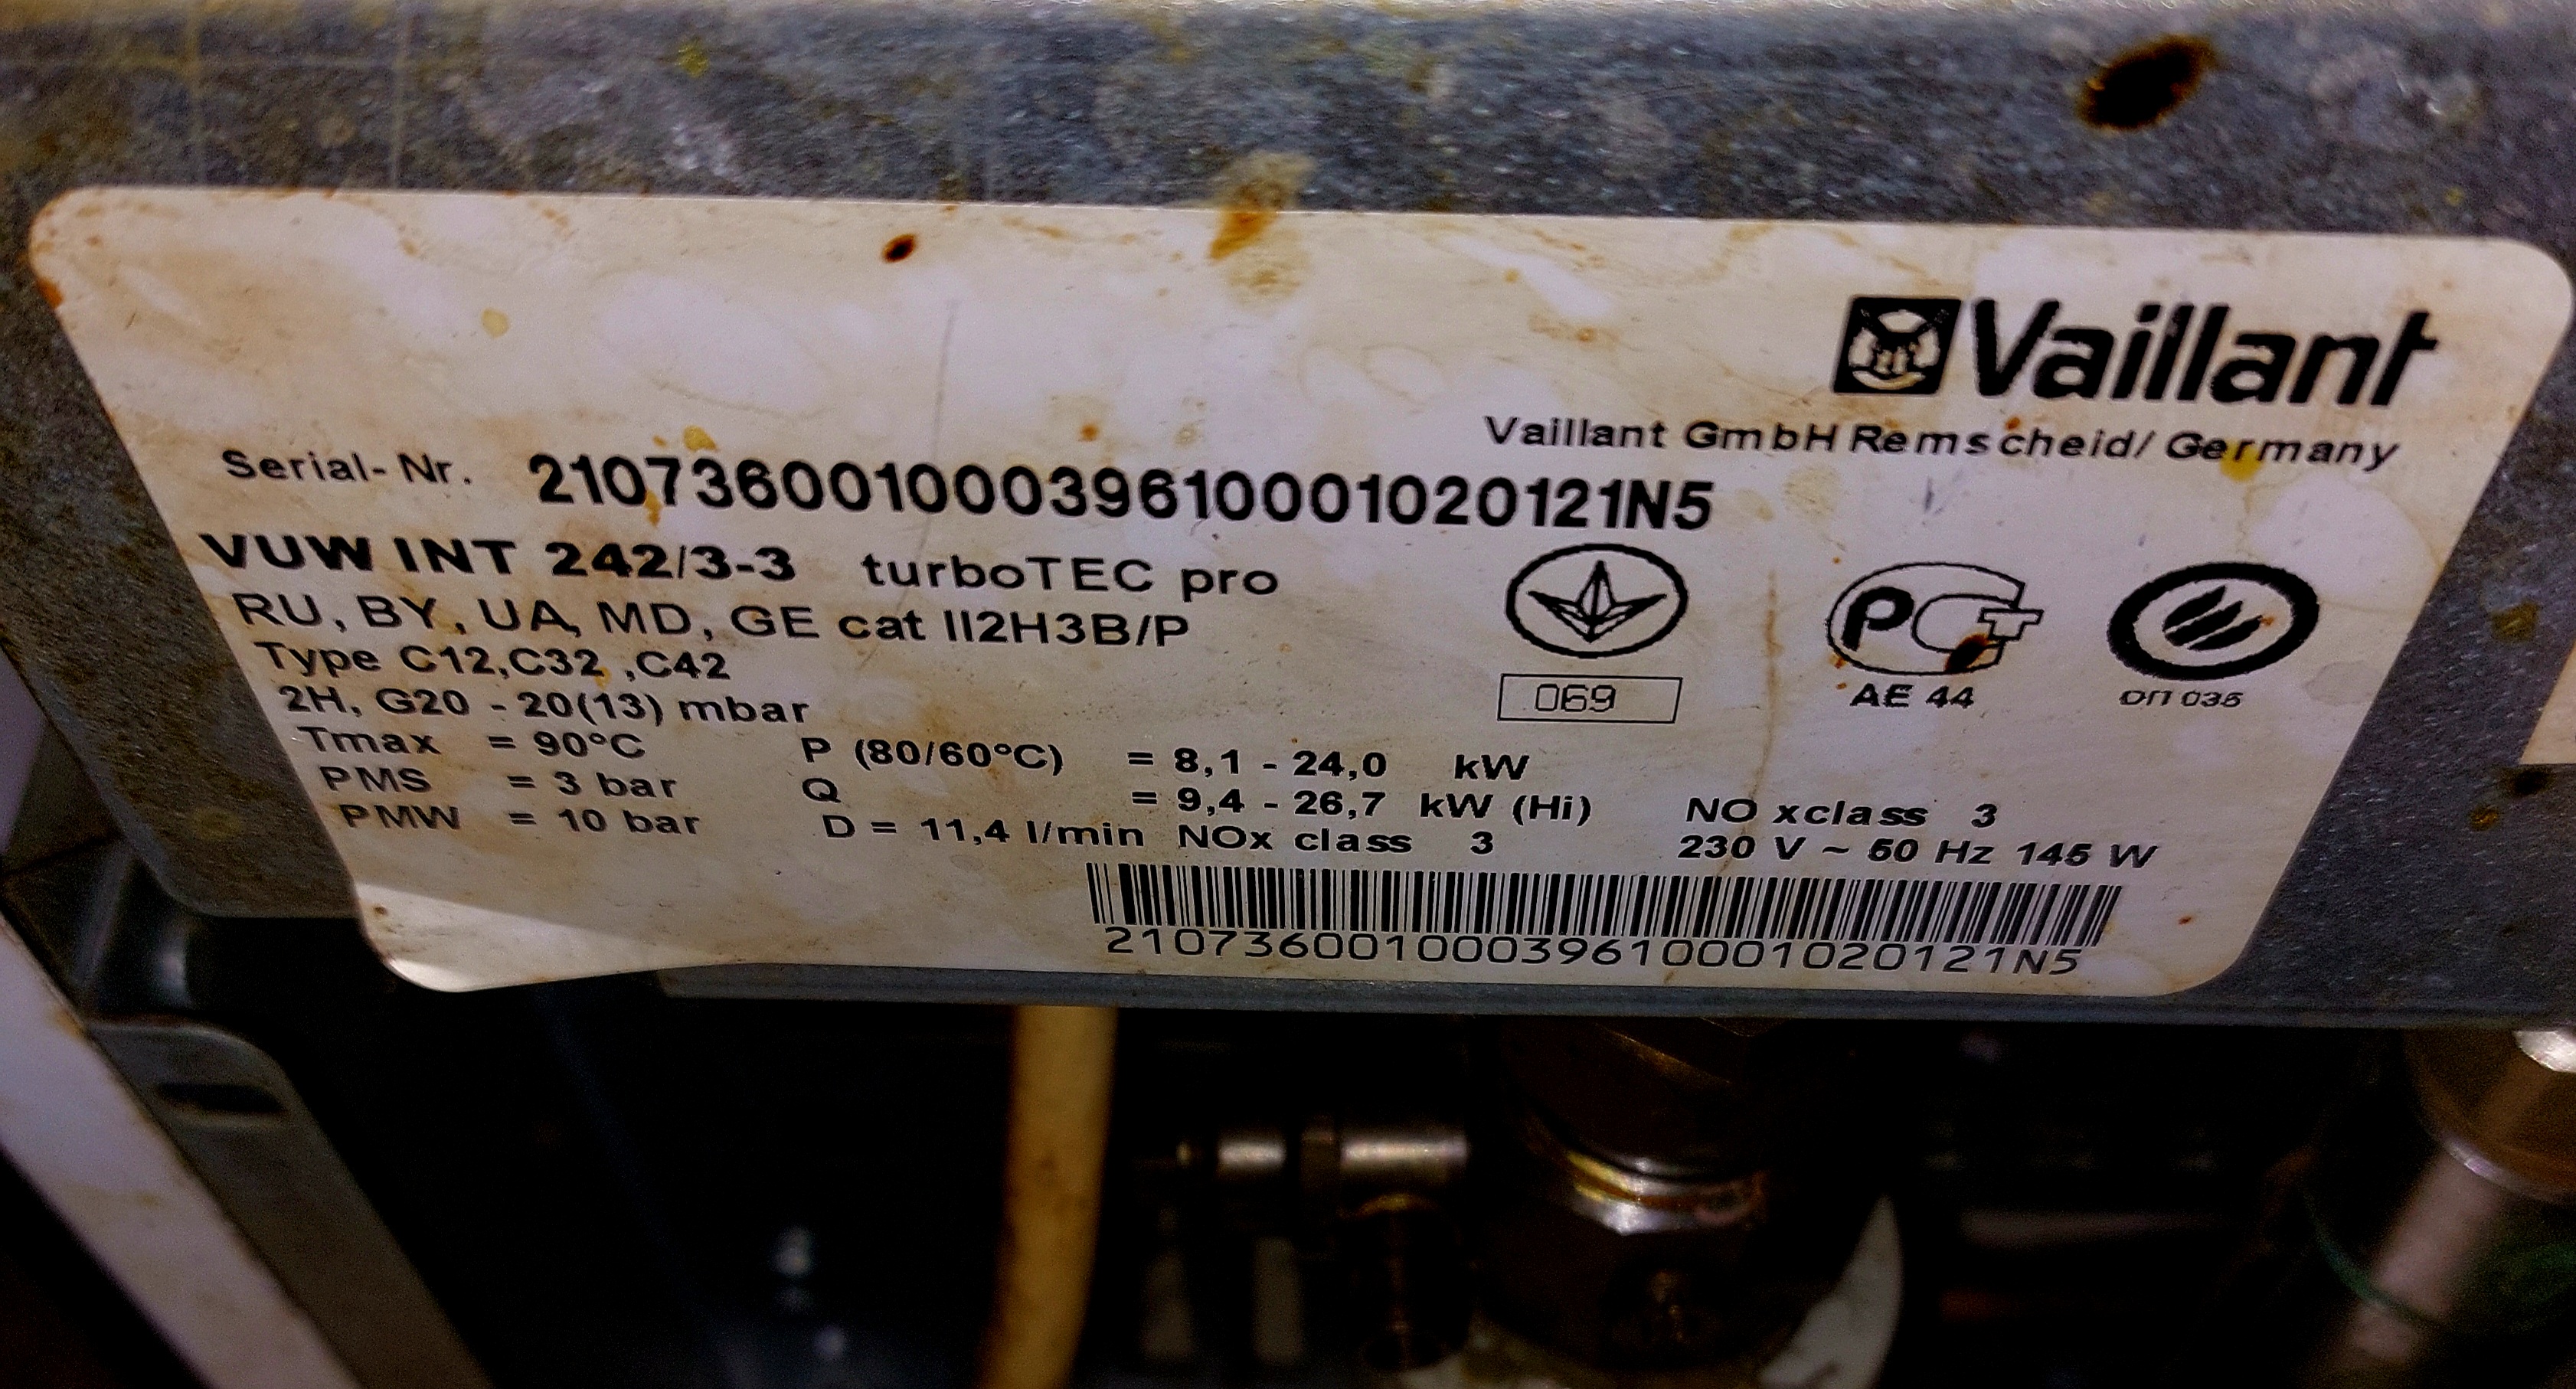 Vaillant
Vaillant GmbH Remscheid/ Germany
Serial-Nr. 21073600100039610001020121N5
VUW INT 242/3-3 turboTEC pro
RU, BY, UA, MD, GE cat II2H3B/P
Type C12,C32 ,C42
2H, G20 - 20(13) mbar
069
PCT
AE 44
ОП 035
Tmax = 90°C P (80/60°C) = 8,1 - 24,0 kW
PMS = 3 bar Q = 9,4 - 26,7 kW (Hi) NO xclass 3
PMW = 10 bar D = 11,4 l/min NOx class 3 230 V ~ 50 Hz 145 W
21073600100039610001020121N5